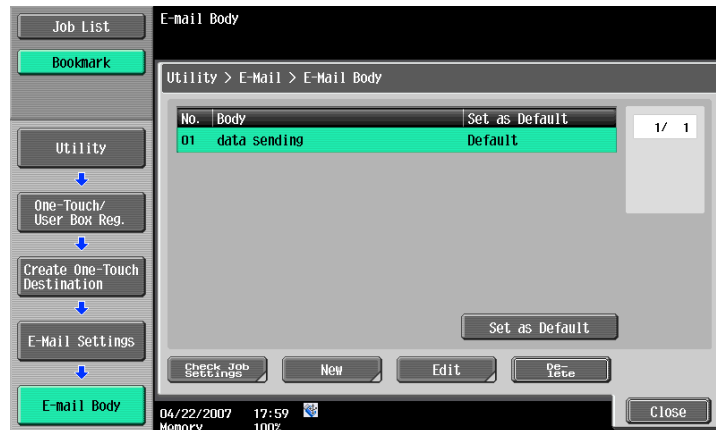 Job List
Bookmark
Utility
One-Touch/
User Box Reg.
Create One-Touch
Destination
E-Mail Settings
E-mail Body
E-mail Body
Utility > E-Mail > E-Mail Body
No. Body Set as Default
01 data sending Default
1/ 1
Set as Default
Check Job
Settings
New
Edit
De-
lete
04/22/2007 17:59
Memory 100%
Close